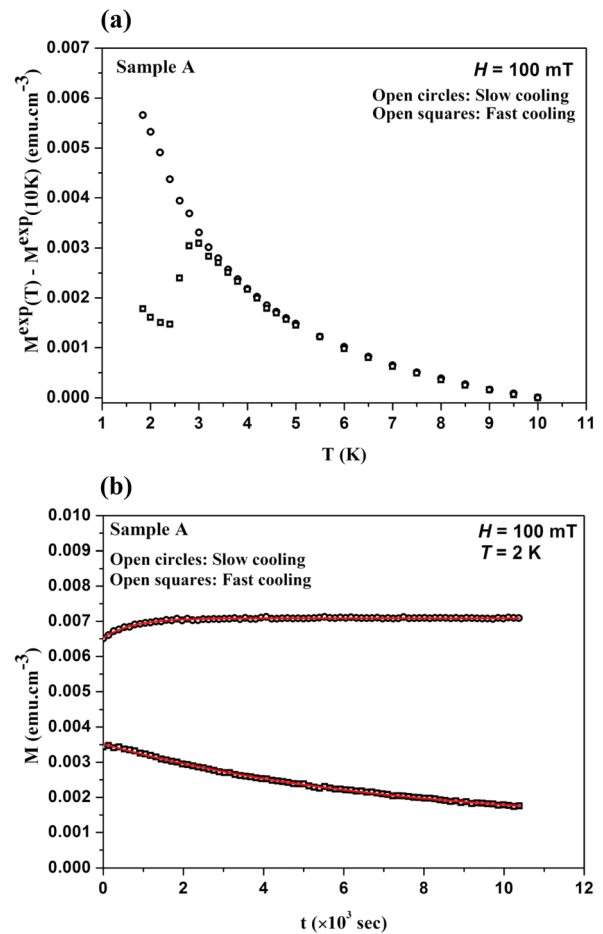 (a)
0.007
0.006
0.005
0.004
0.003
0.002
0.001
0.000
M^exp(T) - M^exp(10K) (emu.cm^-3)
Sample A
H = 100 mT
Open circles: Slow cooling
Open squares: Fast cooling
1 2 3 4 5 6 7 8 9 10 11
T (K)
(b)
0.010
0.009
0.008
0.007
0.006
0.005
0.004
0.003
0.002
0.001
0.000
M (emu.cm^-3)
Sample A
H = 100 mT
T = 2 K
Open circles: Slow cooling
Open squares: Fast cooling
0 2 4 6 8 10 12
t (×10^3 sec)